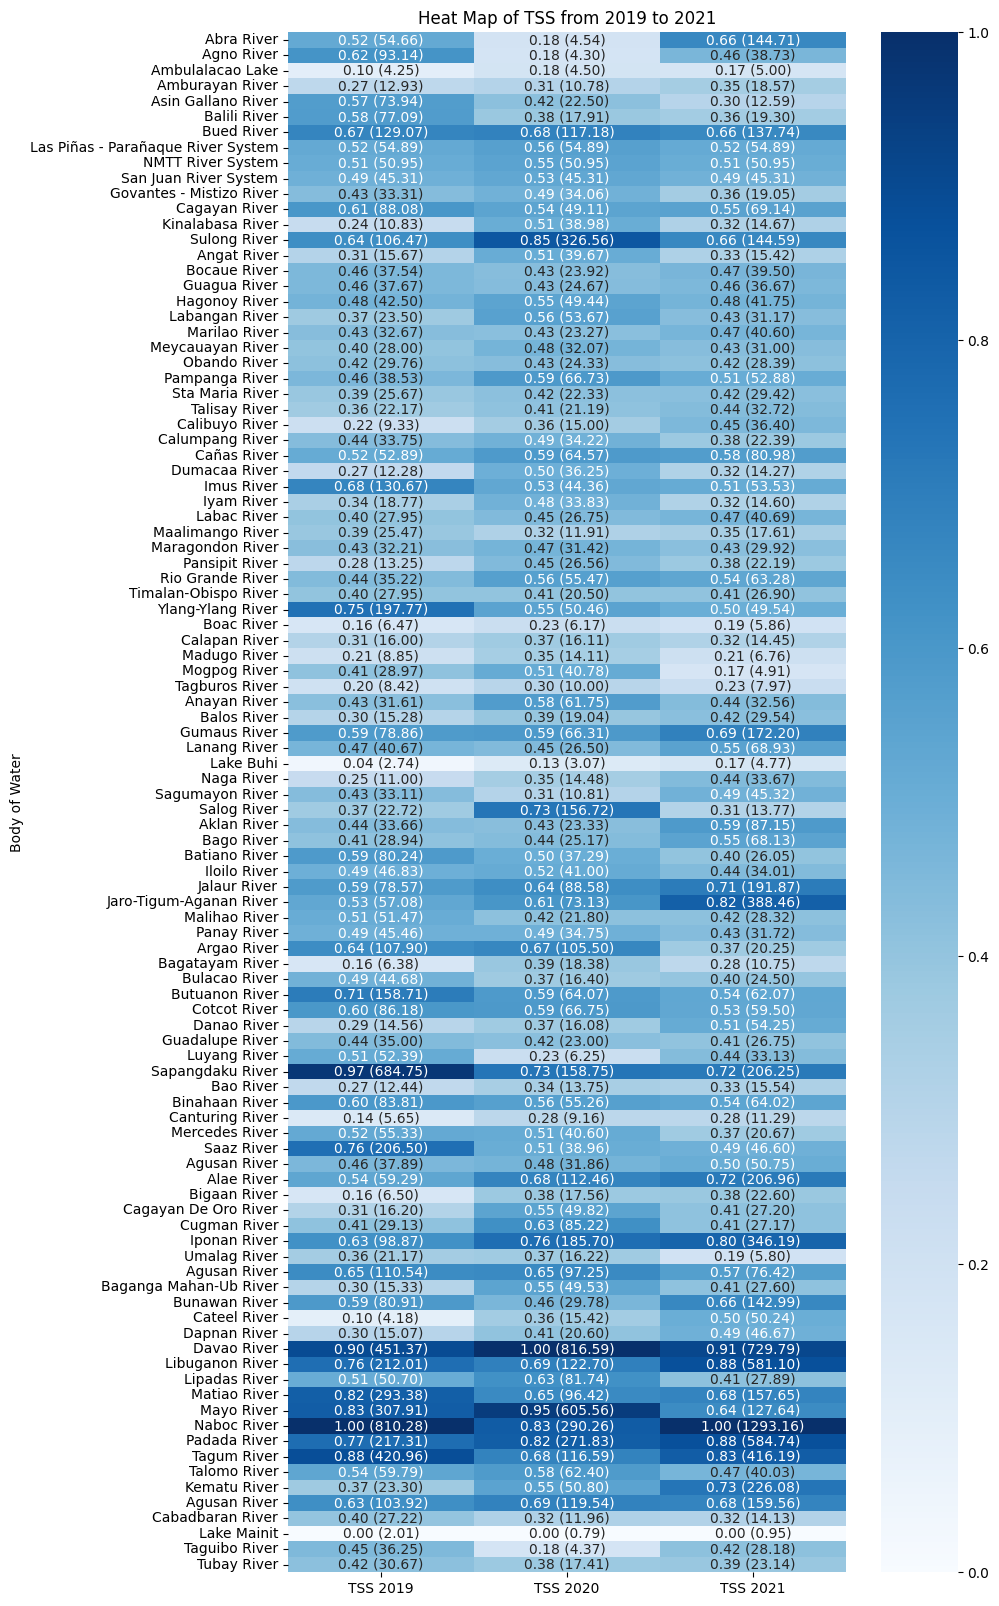 Heat Map of TSS from 2019 to 2021
Body of Water
Abra River 0.52 (54.66) 0.18 (4.54) 0.66 (144.71)
Agno River 0.62 (93.14) 0.18 (4.30) 0.46 (38.73)
Ambulalacao Lake 0.10 (4.25) 0.18 (4.50) 0.17 (5.00)
Amburayan River 0.27 (12.93) 0.31 (10.78) 0.35 (18.57)
Asin Gallano River 0.57 (73.94) 0.42 (22.50) 0.30 (12.59)
Balili River 0.58 (77.09) 0.38 (17.91) 0.36 (19.30)
Bued River 0.67 (129.07) 0.68 (117.18) 0.66 (137.74)
Las Piñas - Parañaque River System 0.52 (54.89) 0.56 (54.89) 0.52 (54.89)
NMTT River System 0.51 (50.95) 0.55 (50.95) 0.51 (50.95)
San Juan River System 0.49 (45.31) 0.53 (45.31) 0.49 (45.31)
Govantes - Mistizo River 0.43 (33.31) 0.49 (34.06) 0.36 (19.05)
Cagayan River 0.61 (88.08) 0.54 (49.11) 0.55 (69.14)
Kinalabasa River 0.24 (10.83) 0.51 (38.98) 0.32 (14.67)
Sulong River 0.64 (106.47) 0.85 (326.56) 0.66 (144.59)
Angat River 0.31 (15.67) 0.51 (39.67) 0.33 (15.42)
Bocaue River 0.46 (37.54) 0.43 (23.92) 0.47 (39.50)
Guagua River 0.46 (37.67) 0.43 (24.67) 0.46 (36.67)
Hagonoy River 0.48 (42.50) 0.55 (49.44) 0.48 (41.75)
Labangan River 0.37 (23.50) 0.56 (53.67) 0.43 (31.17)
Marilao River 0.43 (32.67) 0.43 (23.27) 0.47 (40.60)
Meycauayan River 0.40 (28.00) 0.48 (32.07) 0.43 (31.00)
Obando River 0.42 (29.76) 0.43 (24.33) 0.42 (28.39)
Pampanga River 0.46 (38.53) 0.59 (66.73) 0.51 (52.88)
Sta Maria River 0.39 (25.67) 0.42 (22.33) 0.42 (29.42)
Talisay River 0.36 (22.17) 0.41 (21.19) 0.44 (32.72)
Calibuyo River 0.22 (9.33) 0.36 (15.00) 0.45 (36.40)
Calumpang River 0.44 (33.75) 0.49 (34.22) 0.38 (22.39)
Cañas River 0.52 (52.89) 0.59 (64.57) 0.58 (80.98)
Dumacaa River 0.27 (12.28) 0.50 (36.25) 0.32 (14.27)
Imus River 0.68 (130.67) 0.53 (44.36) 0.51 (53.53)
Iyam River 0.34 (18.77) 0.48 (33.83) 0.32 (14.60)
Labac River 0.40 (27.95) 0.45 (26.75) 0.47 (40.69)
Maalimango River 0.39 (25.47) 0.32 (11.91) 0.35 (17.61)
Maragondon River 0.43 (32.21) 0.47 (31.42) 0.43 (29.92)
Pansipit River 0.28 (13.25) 0.45 (26.56) 0.38 (22.19)
Rio Grande River 0.44 (35.22) 0.56 (55.47) 0.54 (63.28)
Timalan-Obispo River 0.40 (27.95) 0.41 (20.50) 0.41 (26.90)
Ylang-Ylang River 0.75 (197.77) 0.55 (50.46) 0.50 (49.54)
Boac River 0.16 (6.47) 0.23 (6.17) 0.19 (5.86)
Calapan River 0.31 (16.00) 0.37 (16.11) 0.32 (14.45)
Madugo River 0.21 (8.85) 0.35 (14.11) 0.21 (6.76)
Mogpog River 0.41 (28.97) 0.51 (40.78) 0.17 (4.91)
Tagburos River 0.20 (8.42) 0.30 (10.00) 0.23 (7.97)
Anayan River 0.43 (31.61) 0.58 (61.75) 0.44 (32.56)
Balos River 0.30 (15.28) 0.39 (19.04) 0.42 (29.54)
Gumaus River 0.59 (78.86) 0.59 (66.31) 0.69 (172.20)
Lanang River 0.47 (40.67) 0.45 (26.50) 0.55 (68.93)
Lake Buhi 0.04 (2.74) 0.13 (3.07) 0.17 (4.77)
Naga River 0.25 (11.00) 0.35 (14.48) 0.44 (33.67)
Sagumayon River 0.43 (33.11) 0.31 (10.81) 0.49 (45.32)
Salog River 0.37 (22.72) 0.73 (156.72) 0.31 (13.77)
Aklan River 0.44 (33.66) 0.43 (23.33) 0.59 (87.15)
Bago River 0.41 (28.94) 0.44 (25.17) 0.55 (68.13)
Batiano River 0.59 (80.24) 0.50 (37.29) 0.40 (26.05)
Iloilo River 0.49 (46.83) 0.52 (41.00) 0.44 (34.01)
Jalaur River 0.59 (78.57) 0.64 (88.58) 0.71 (191.87)
Jaro-Tigum-Aganan River 0.53 (57.08) 0.61 (73.13) 0.82 (388.46)
Malihao River 0.51 (51.47) 0.42 (21.80) 0.42 (28.32)
Panay River 0.49 (45.46) 0.49 (34.75) 0.43 (31.72)
Argao River 0.64 (107.90) 0.67 (105.50) 0.37 (20.25)
Bagatayam River 0.16 (6.38) 0.39 (18.38) 0.28 (10.75)
Bulacao River 0.49 (44.68) 0.37 (16.40) 0.40 (24.50)
Butuanon River 0.71 (158.71) 0.59 (64.07) 0.54 (62.07)
Cotcot River 0.60 (86.18) 0.59 (66.75) 0.53 (59.50)
Danao River 0.29 (14.56) 0.37 (16.08) 0.51 (54.25)
Guadalupe River 0.44 (35.00) 0.42 (23.00) 0.41 (26.75)
Luyang River 0.51 (52.39) 0.23 (6.25) 0.44 (33.13)
Sapangdaku River 0.97 (684.75) 0.73 (158.75) 0.72 (206.25)
Bao River 0.27 (12.44) 0.34 (13.75) 0.33 (15.54)
Binahaan River 0.60 (83.81) 0.56 (55.26) 0.54 (64.02)
Canturing River 0.14 (5.65) 0.28 (9.16) 0.28 (11.29)
Mercedes River 0.52 (55.33) 0.51 (40.60) 0.37 (20.67)
Saaz River 0.76 (206.50) 0.51 (38.96) 0.49 (46.60)
Agusan River 0.46 (37.89) 0.48 (31.86) 0.50 (50.75)
Alae River 0.54 (59.29) 0.68 (112.46) 0.72 (206.96)
Bigaan River 0.16 (6.50) 0.38 (17.56) 0.38 (22.60)
Cagayan De Oro River 0.31 (16.20) 0.55 (49.82) 0.41 (27.20)
Cugman River 0.41 (29.13) 0.63 (85.22) 0.41 (27.17)
Iponan River 0.63 (98.87) 0.76 (185.70) 0.80 (346.19)
Umalag River 0.36 (21.17) 0.37 (16.22) 0.19 (5.80)
Agusan River 0.65 (110.54) 0.65 (97.25) 0.57 (76.42)
Baganga Mahan-Ub River 0.30 (15.33) 0.55 (49.53) 0.41 (27.60)
Bunawan River 0.59 (80.91) 0.46 (29.78) 0.66 (142.99)
Cateel River 0.10 (4.18) 0.36 (15.42) 0.50 (50.24)
Dapnan River 0.30 (15.07) 0.41 (20.60) 0.49 (46.67)
Davao River 0.90 (451.37) 1.00 (816.59) 0.91 (729.79)
Libuganon River 0.76 (212.01) 0.69 (122.70) 0.88 (581.10)
Lipadas River 0.51 (50.70) 0.63 (81.74) 0.41 (27.89)
Matiao River 0.82 (293.38) 0.65 (96.42) 0.68 (157.65)
Mayo River 0.83 (307.91) 0.95 (605.56) 0.64 (127.64)
Naboc River 1.00 (810.28) 0.83 (290.26) 1.00 (1293.16)
Padada River 0.77 (217.31) 0.82 (271.83) 0.88 (584.74)
Tagum River 0.88 (420.96) 0.68 (116.59) 0.83 (416.19)
Talomo River 0.54 (59.79) 0.58 (62.40) 0.47 (40.03)
Kematu River 0.37 (23.30) 0.55 (50.80) 0.73 (226.08)
Agusan River 0.63 (103.92) 0.69 (119.54) 0.68 (159.56)
Cabadbaran River 0.40 (27.22) 0.32 (11.96) 0.32 (14.13)
Lake Mainit 0.00 (2.01) 0.00 (0.79) 0.00 (0.95)
Taguibo River 0.45 (36.25) 0.18 (4.37) 0.42 (28.18)
Tubay River 0.42 (30.67) 0.38 (17.41) 0.39 (23.14)
TSS 2019 TSS 2020 TSS 2021
1.0
0.8
0.6
0.4
0.2
0.0